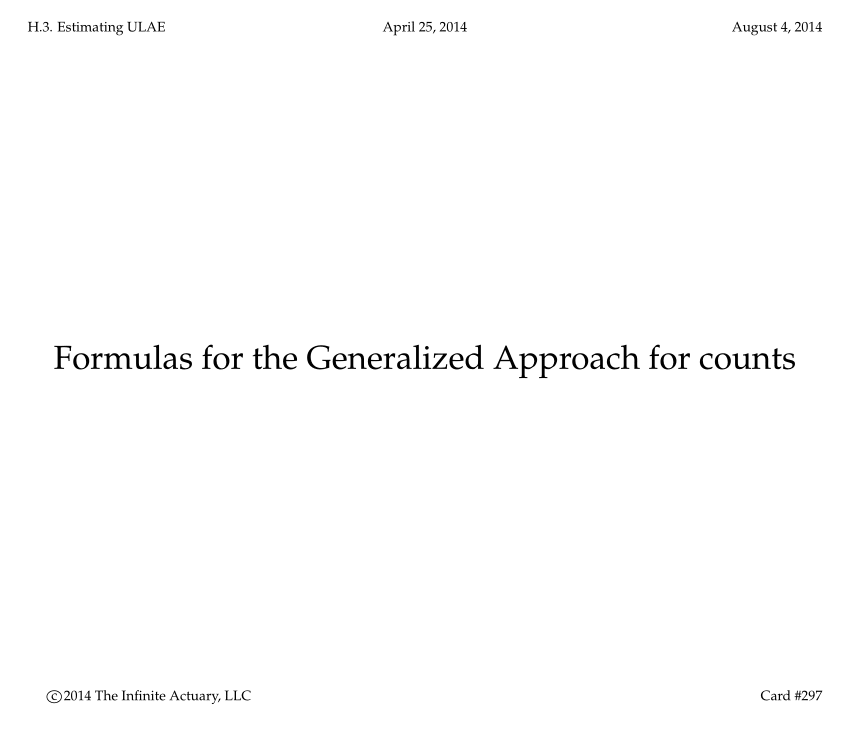 H.3. Estimating ULAE April 25, 2014 August 4, 2014
Formulas for the Generalized Approach for counts
©2014 The Infinite Actuary, LLC Card #297